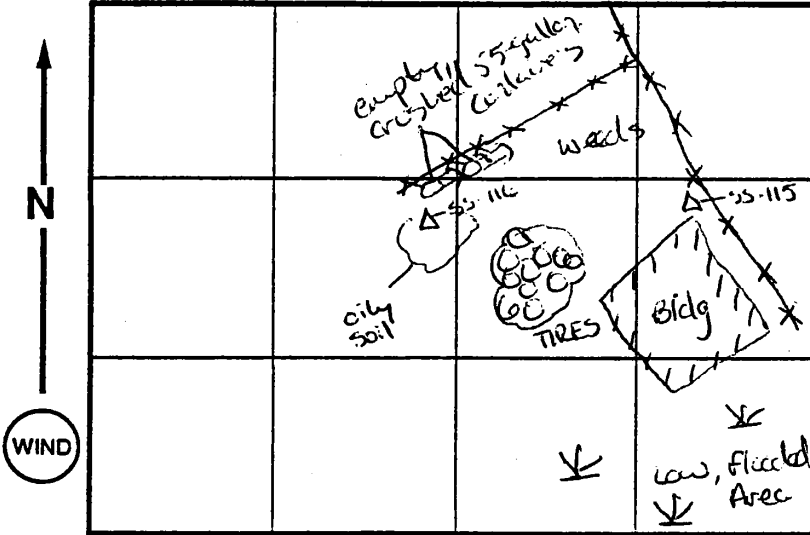 empty
crushed 55-gallon
containers
weeds
N
SS-116
SS-115
oily
soil
TIRES
Bldg
WIND
Low, Flooded
Area